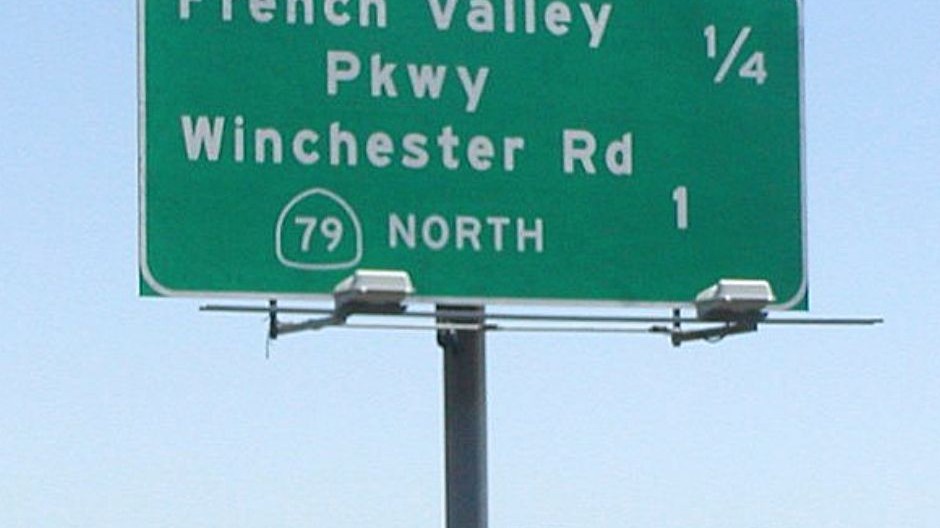 French Valley
Pkwy 1/4
Winchester Rd
79 NORTH 1